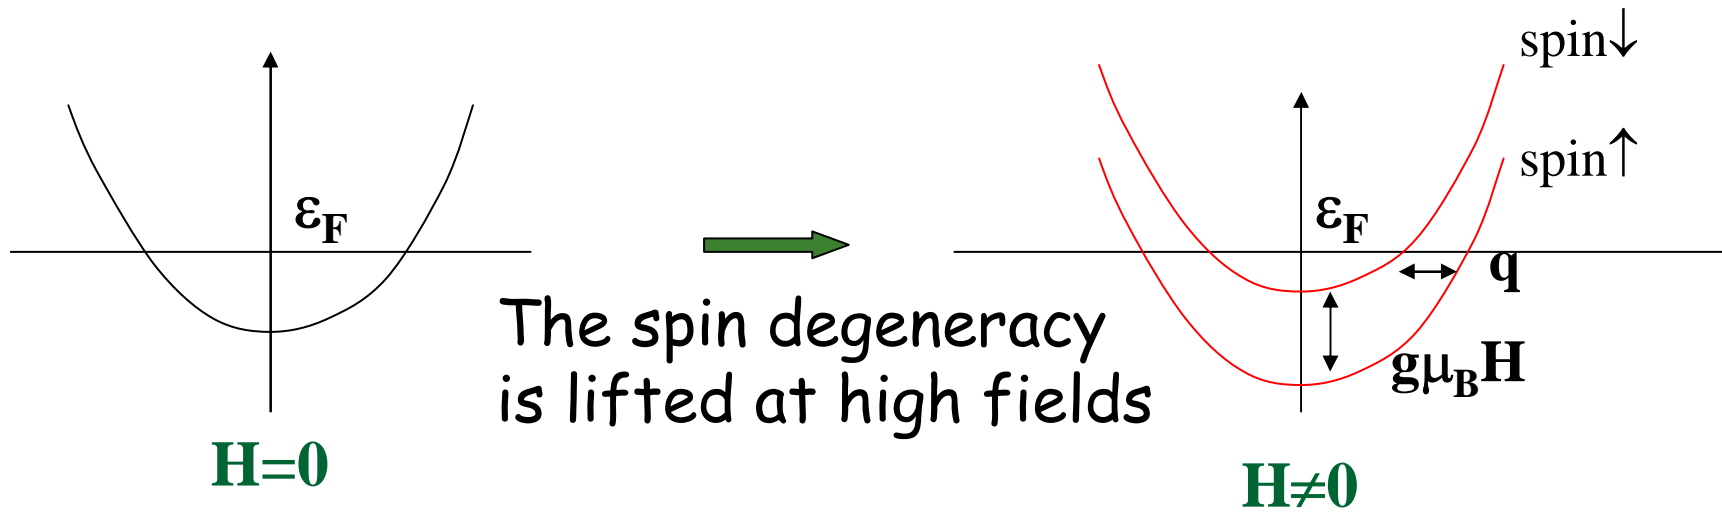 spin↓
spin↑
εF
εF
q
The spin degeneracy
is lifted at high fields
gμBH
H=0
H≠0